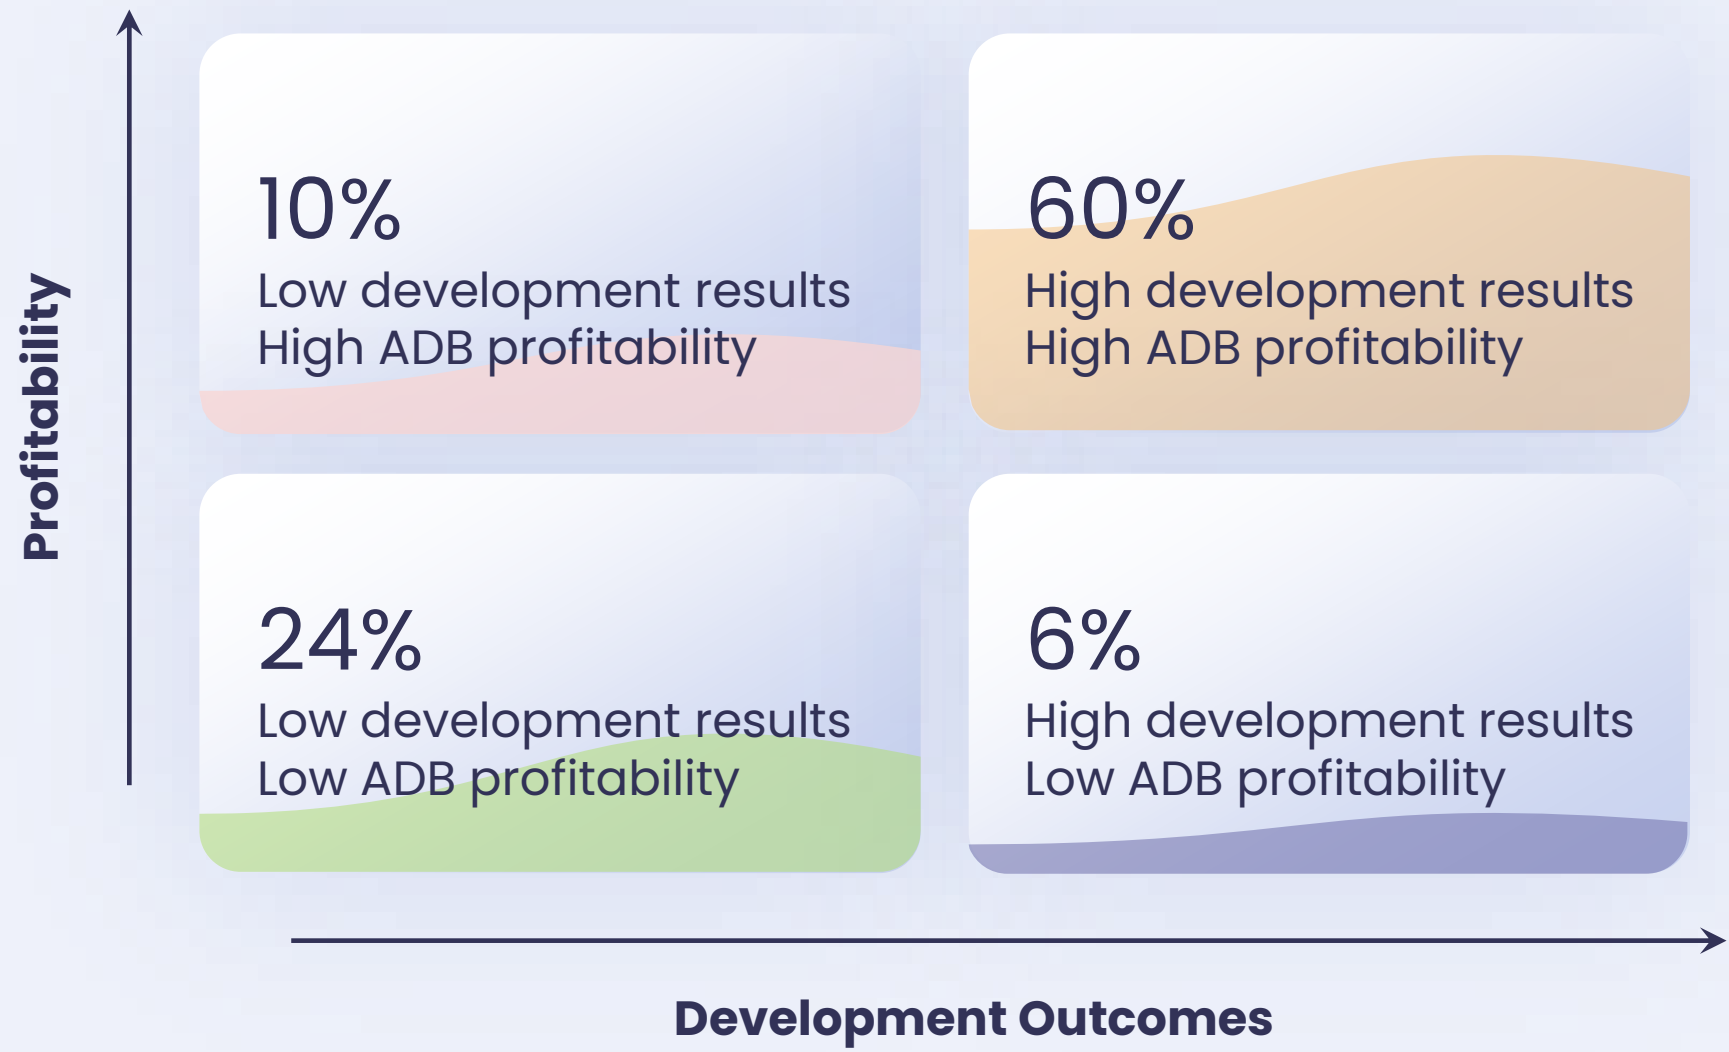 Profitability
10%
Low development results
High ADB profitability
60%
High development results
High ADB profitability
24%
Low development results
Low ADB profitability
6%
High development results
Low ADB profitability
Development Outcomes